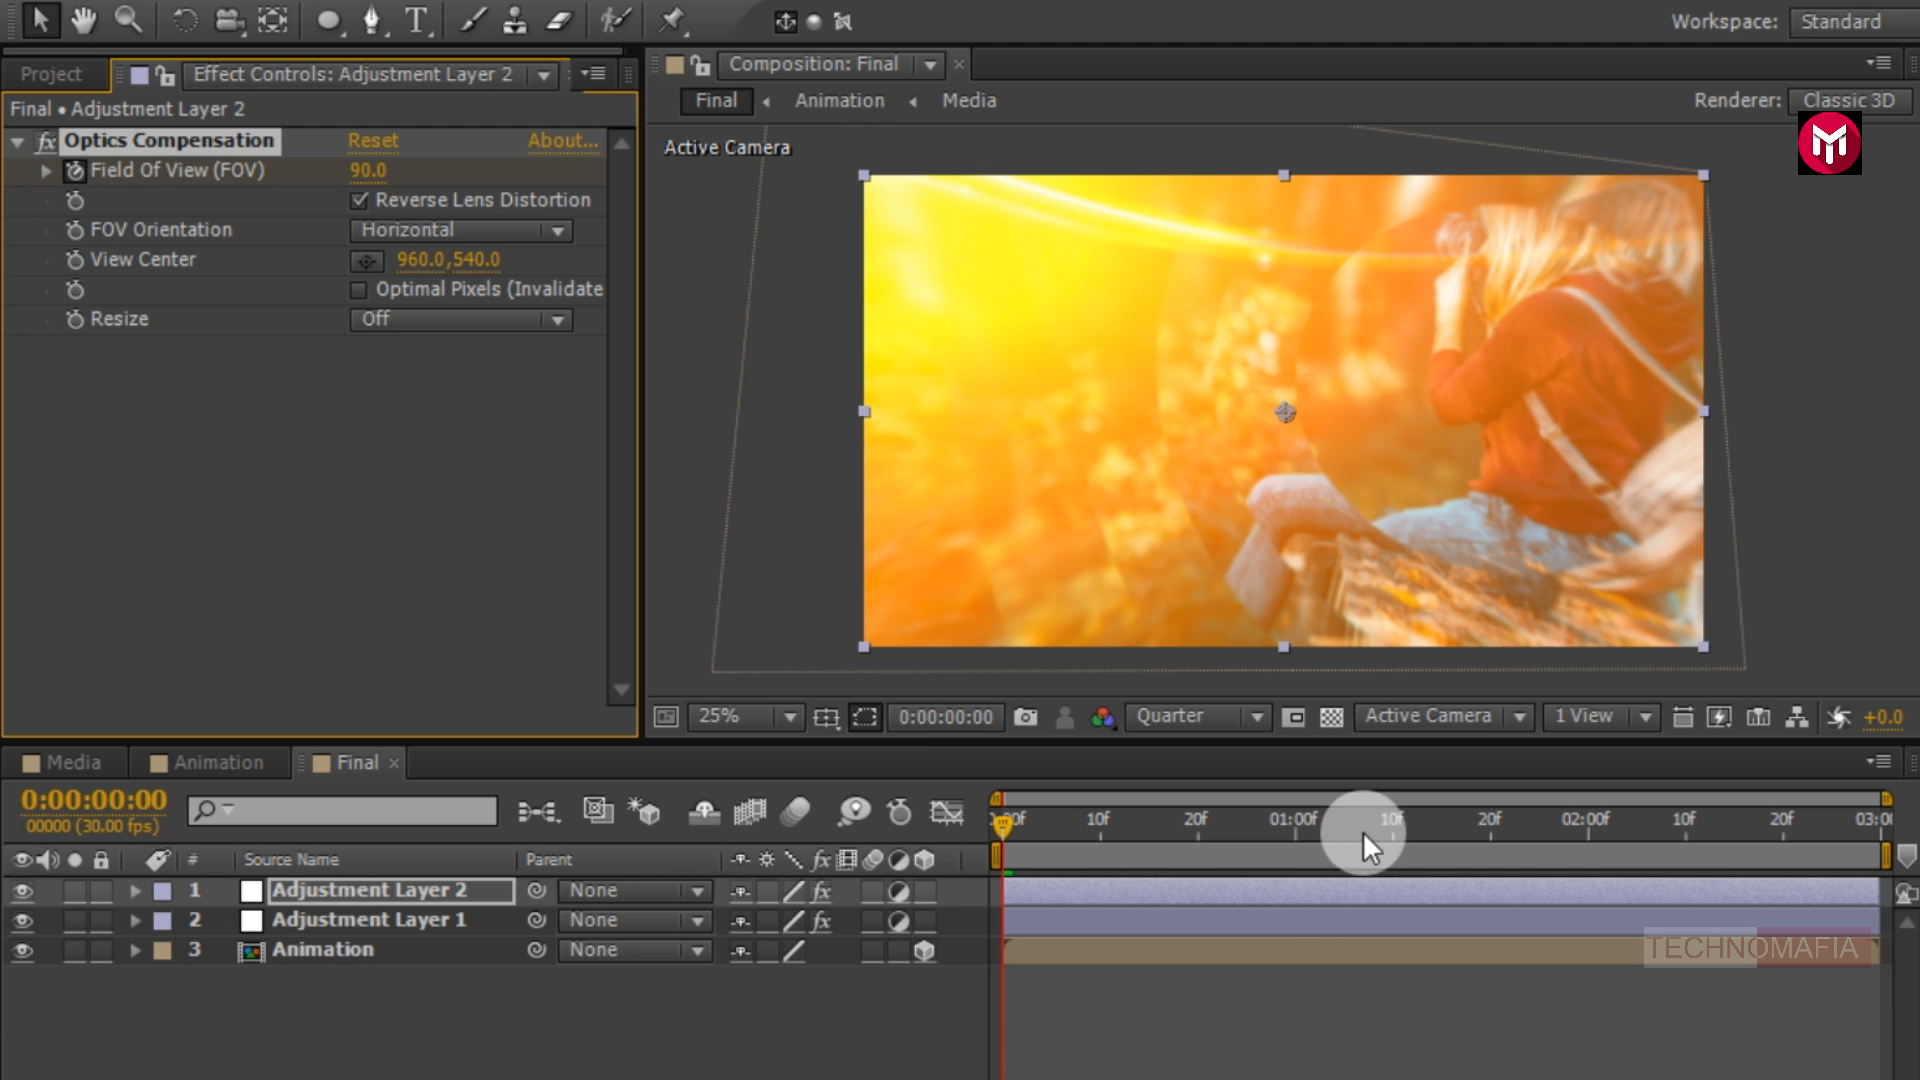 Workspace: Standard
Project
Effect Controls: Adjustment Layer 2
Composition: Final
Final • Adjustment Layer 2
Final Animation Media
Renderer: Classic 3D
fx Optics Compensation Reset About...
Active Camera
Field Of View (FOV) 90.0
Reverse Lens Distortion
FOV Orientation Horizontal
View Center 960.0,540.0
Optimal Pixels (Invalidate
Resize Off
25% 0:00:00:00 Quarter Active Camera 1 View +0.0
Media Animation Final
0:00:00:00
00000 (30.00 fps)
10f 20f 01:00f 10f 20f 02:00f 10f 20f
# Source Name Parent fx
1 Adjustment Layer 2 None fx
2 Adjustment Layer 1 None fx
3 Animation None
TECHNOMAFIA